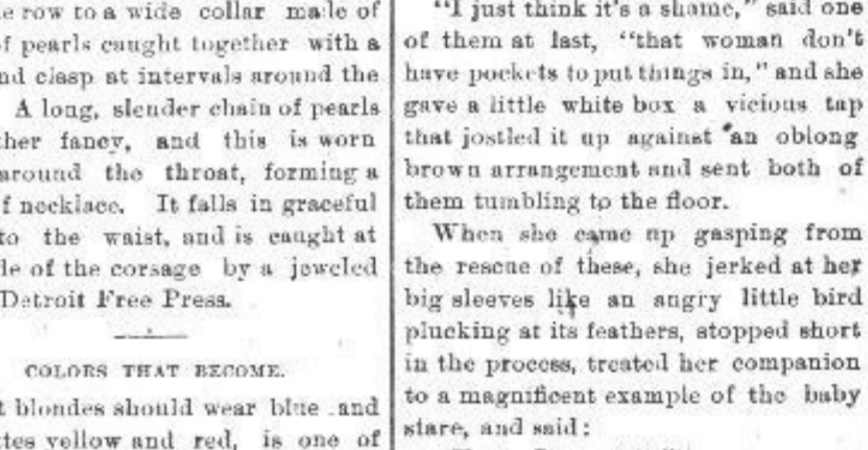 e row to a wide collar made of
of pearls caught together with a
nd clasp at intervals around the
A long, slender chain of pearls
ther fancy, and this is worn
around the throat, forming a
f necklace. It falls in graceful
to the waist, and is caught at
de of the corsage by a jeweled
Detroit Free Press.
COLORS THAT BECOME.
t blondes should wear blue and
ttes yellow and red, is one of
"I just think it's a shame," said one
of them at last, "that woman don't
have pockets to put things in," and she
gave a little white box a vicious tap
that jostled it up against an oblong
brown arrangement and sent both of
them tumbling to the floor.
When she came up gasping from
the rescue of these, she jerked at her
big sleeves like an angry little bird
plucking at its feathers, stopped short
in the process, treated her companion
to a magnificent example of the baby
stare, and said: